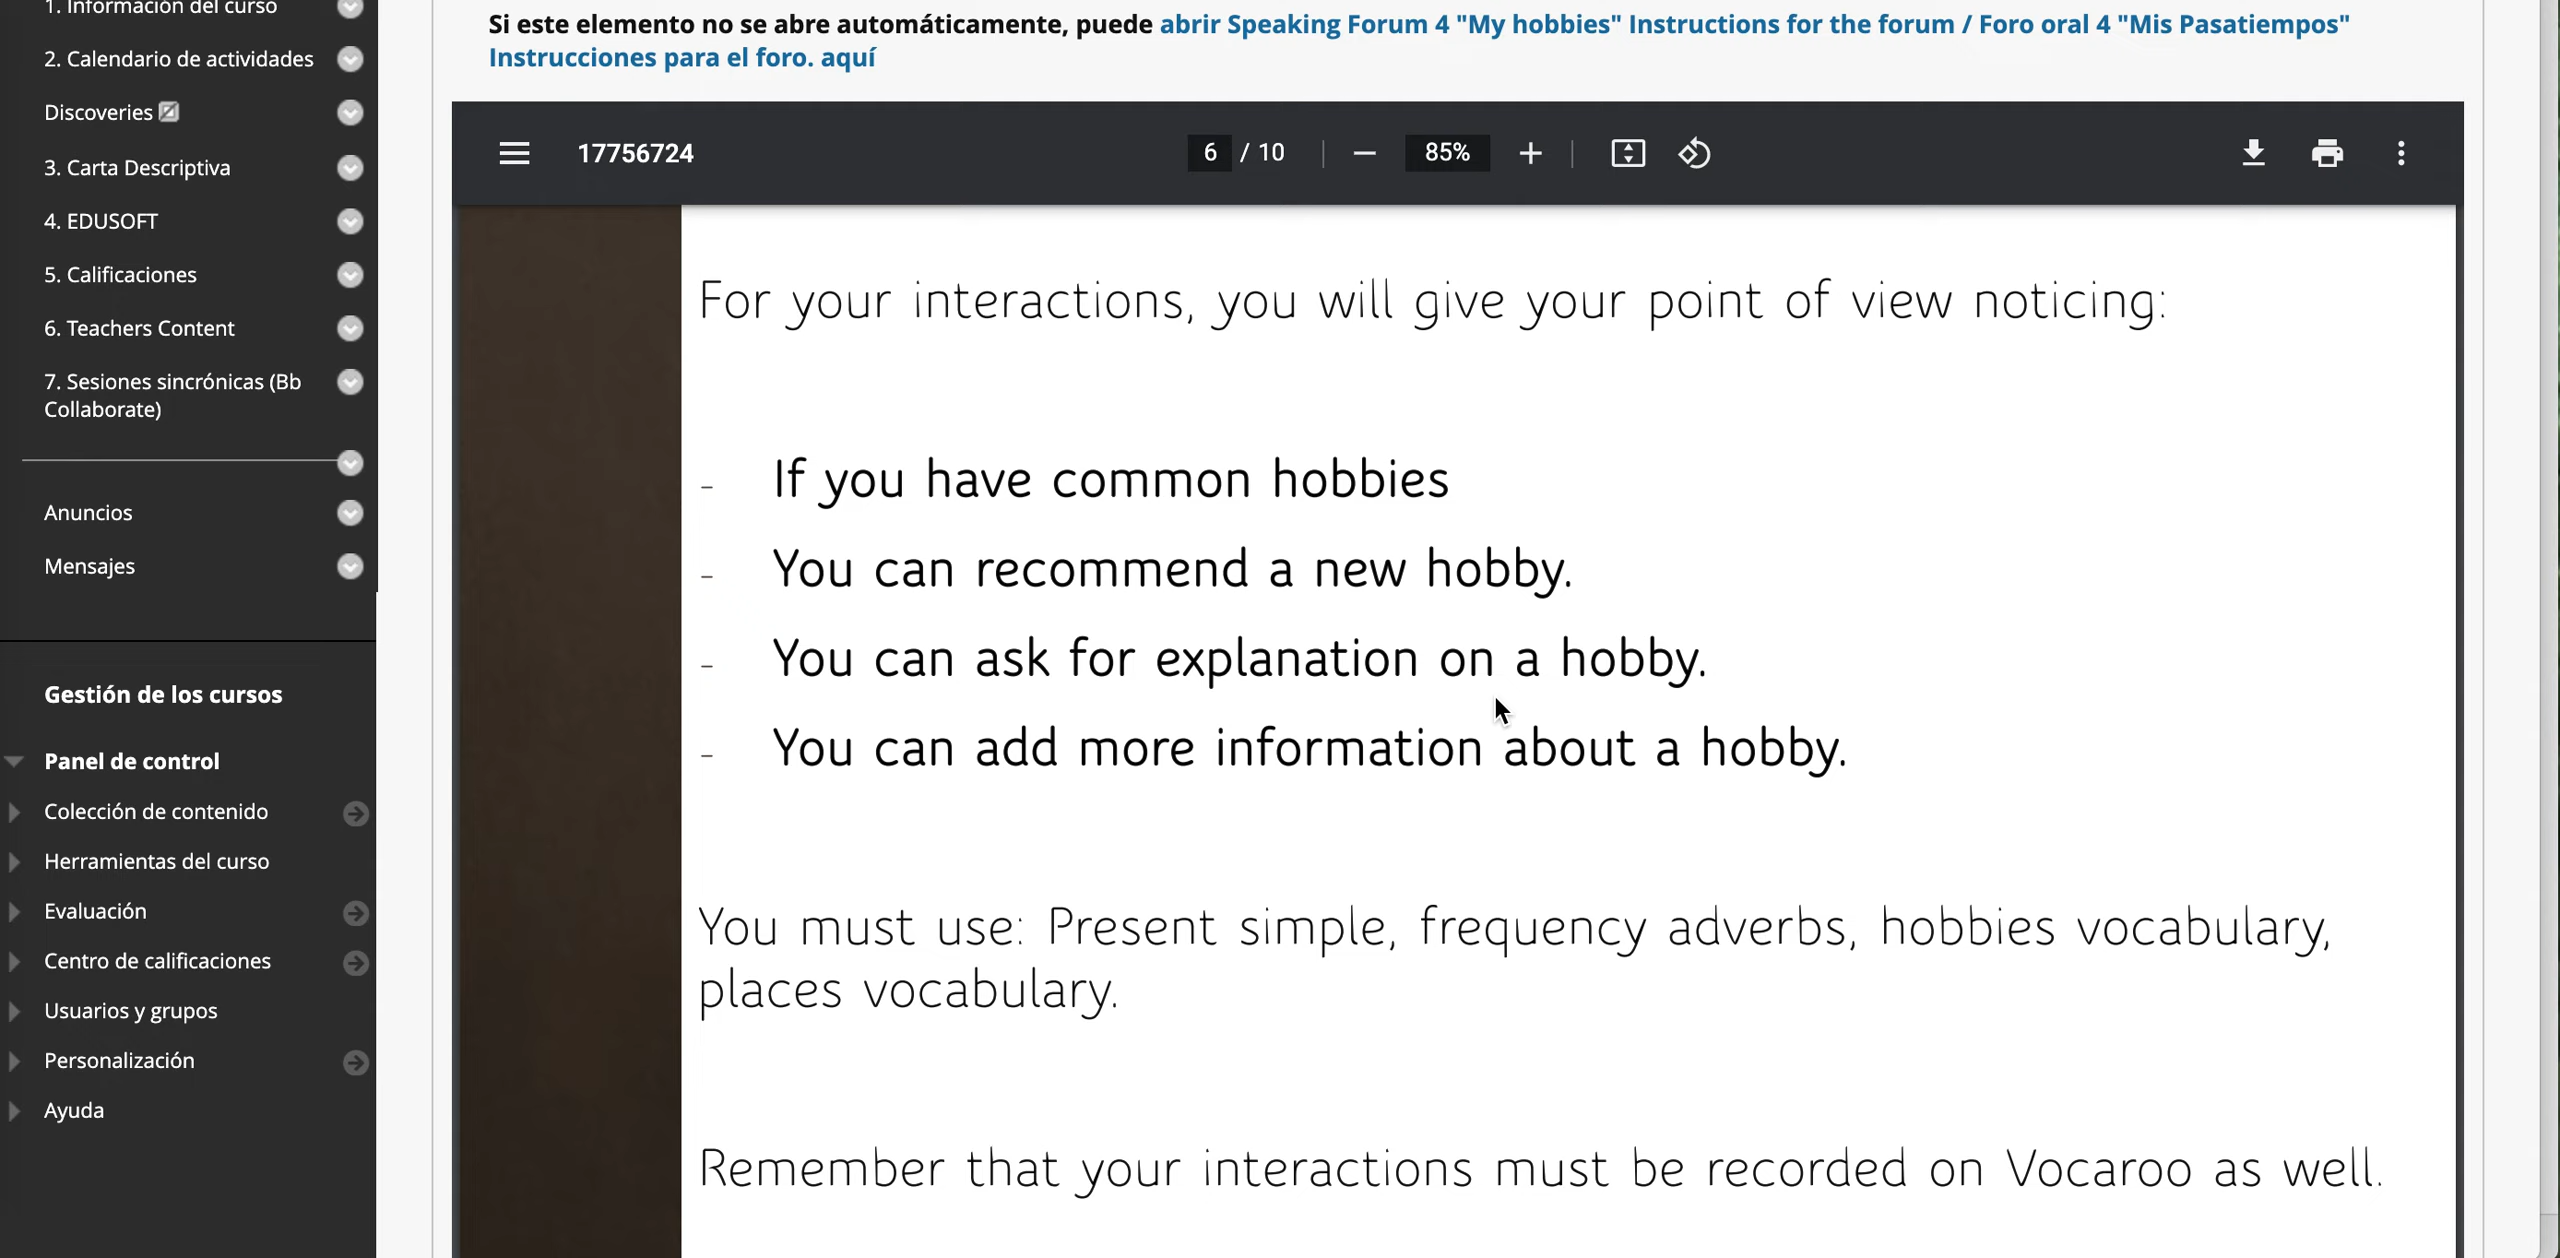 1. Información del curso
2. Calendario de actividades
Discoveries
3. Carta Descriptiva
4. EDUSOFT
5. Calificaciones
6. Teachers Content
7. Sesiones sincrónicas (Bb
Collaborate)
Anuncios
Mensajes
Gestión de los cursos
Panel de control
Colección de contenido
Herramientas del curso
Evaluación
Centro de calificaciones
Usuarios y grupos
Personalización
Ayuda
Si este elemento no se abre automáticamente, puede abrir Speaking Forum 4 "My hobbies" Instructions for the forum / Foro oral 4 "Mis Pasatiempos"
Instrucciones para el foro. aquí
17756724
6 / 10
85%
For your interactions, you will give your point of view noticing:
- If you have common hobbies
- You can recommend a new hobby.
- You can ask for explanation on a hobby.
- You can add more information about a hobby.
You must use: Present simple, frequency adverbs, hobbies vocabulary,
places vocabulary.
Remember that your interactions must be recorded on Vocaroo as well.